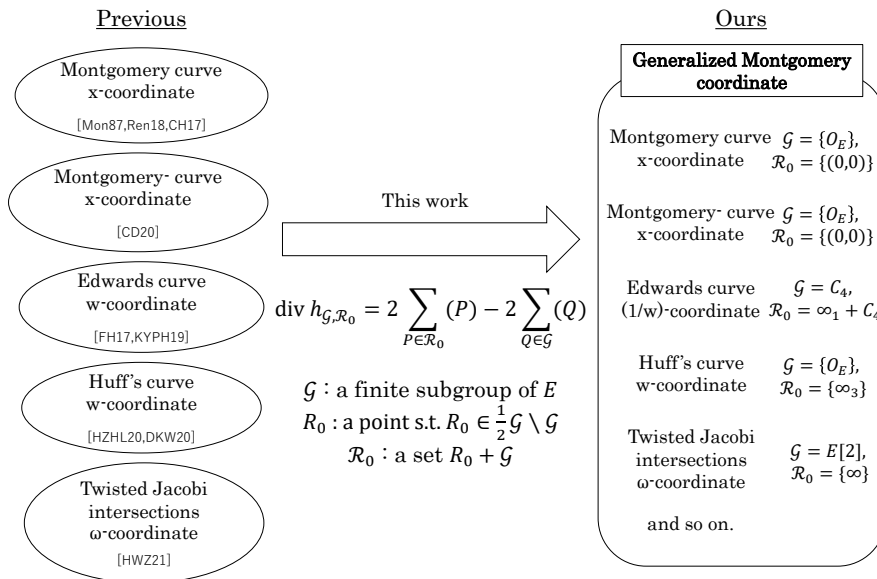 Previous
Montgomery curve
x-coordinate
[Mon87,Ren18,CH17]
Montgomery- curve
x-coordinate
[CD20]
Edwards curve
w-coordinate
[FH17,KYPH19]
Huff's curve
w-coordinate
[HZHL20,DKW20]
Twisted Jacobi
intersections
ω-coordinate
[HWZ21]
This work
div h_{𝒢,ℛ₀} = 2 ∑_{P∈ℛ₀} (P) − 2 ∑_{Q∈𝒢} (Q)
𝒢 : a finite subgroup of E
R₀ : a point s.t. R₀ ∈ ½𝒢 \ 𝒢
ℛ₀ : a set R₀ + 𝒢
Ours
Generalized Montgomery
coordinate
Montgomery curve 𝒢 = {O_E},
x-coordinate ℛ₀ = {(0,0)}
Montgomery- curve 𝒢 = {O_E},
x-coordinate ℛ₀ = {(0,0)}
Edwards curve 𝒢 = C₄,
(1/w)-coordinate ℛ₀ = ∞₁ + C₄
Huff's curve 𝒢 = {O_E},
w-coordinate ℛ₀ = {∞₃}
Twisted Jacobi
intersections 𝒢 = E[2],
ω-coordinate ℛ₀ = {∞}
and so on.